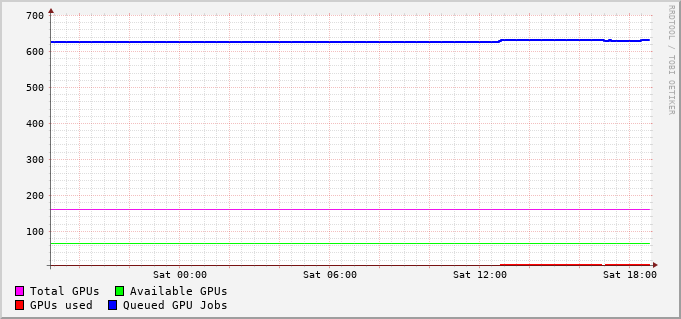 700
600
500
400
300
200
100
Sat 00:00 Sat 06:00 Sat 12:00 Sat 18:00
Total GPUs Available GPUs
GPUs used Queued GPU Jobs
RRDTOOL / TOBI OETIKER